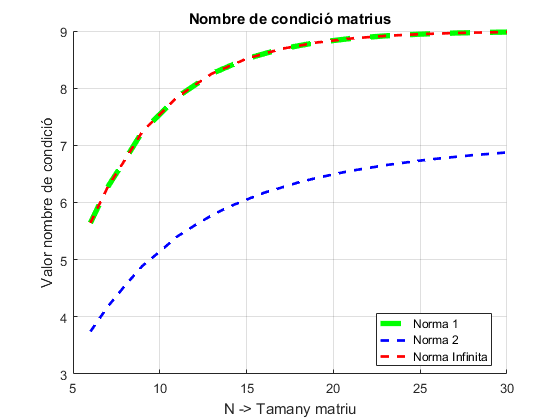 Nombre de condició matrius
Valor nombre de condició
9
8
7
6
5
4
3
5
10
15
20
25
30
N -> Tamany matriu
Norma 1
Norma 2
Norma Infinita